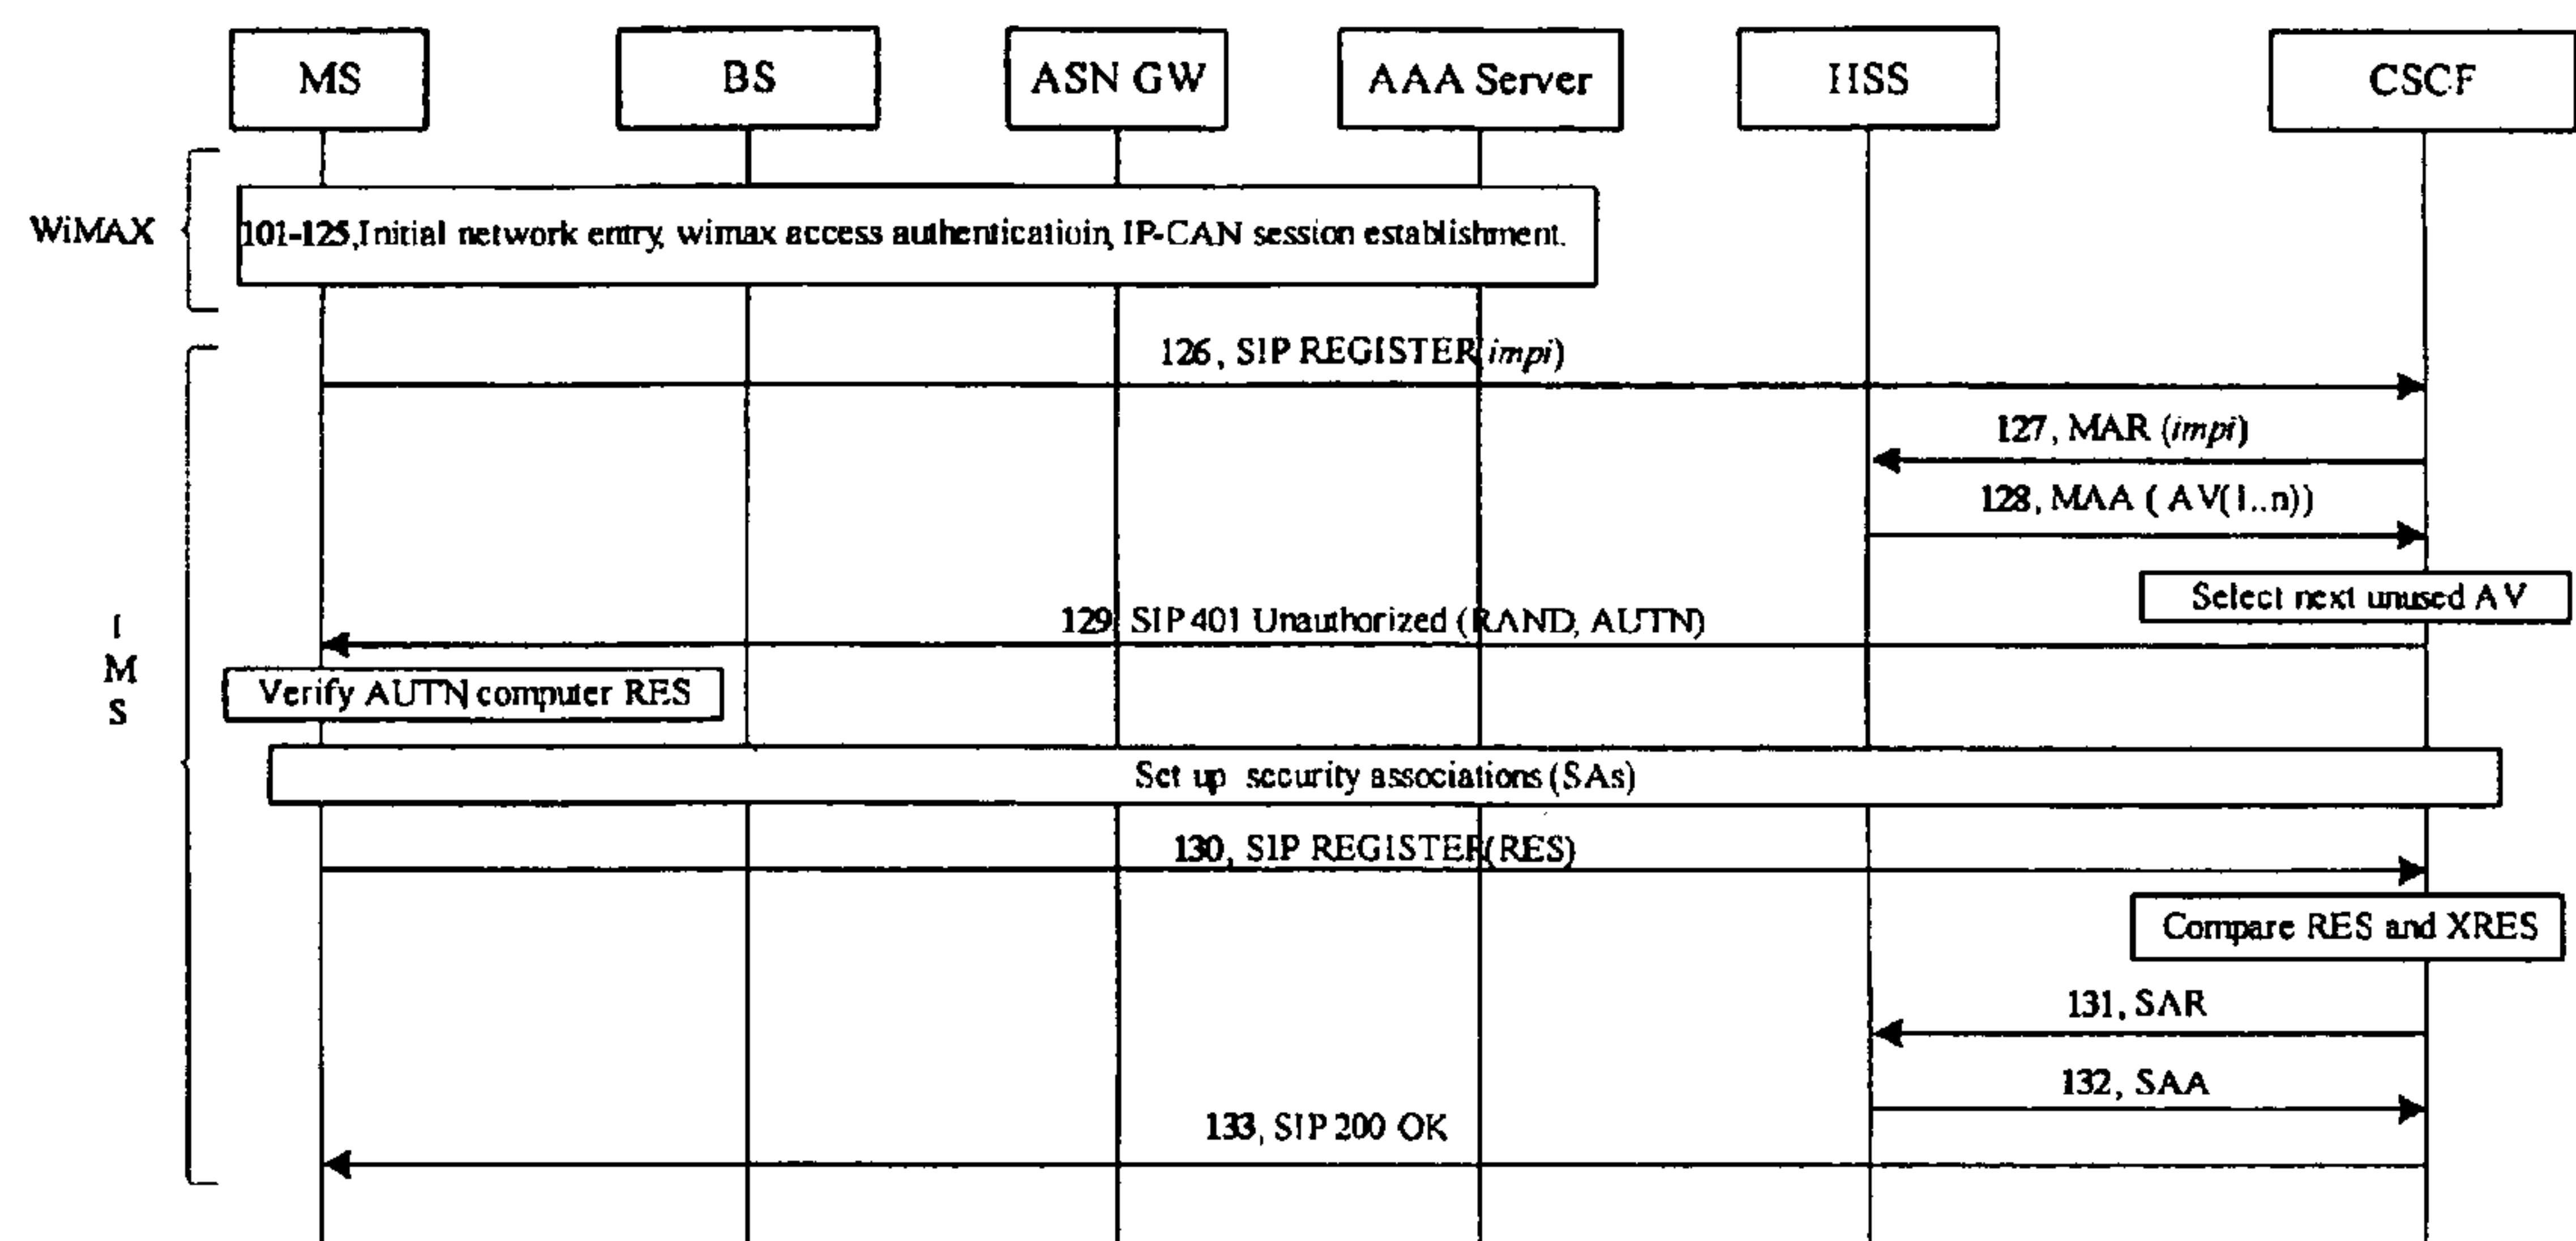 MS
BS
ASN GW
AAA Server
HSS
CSCF
WiMAX
101-125,Initial network entry, wimax access authenticatioin, IP-CAN session establishment.
126, SIP REGISTER(impi)
127, MAR (impi)
128, MAA ( AV(1..n))
Select next unused AV
129, SIP 401 Unauthorized (RAND, AUTN)
I
M
S
Verify AUTN computer RES
Set up security associations (SAs)
130, SIP REGISTER(RES)
Compare RES and XRES
131, SAR
132, SAA
133, SIP 200 OK